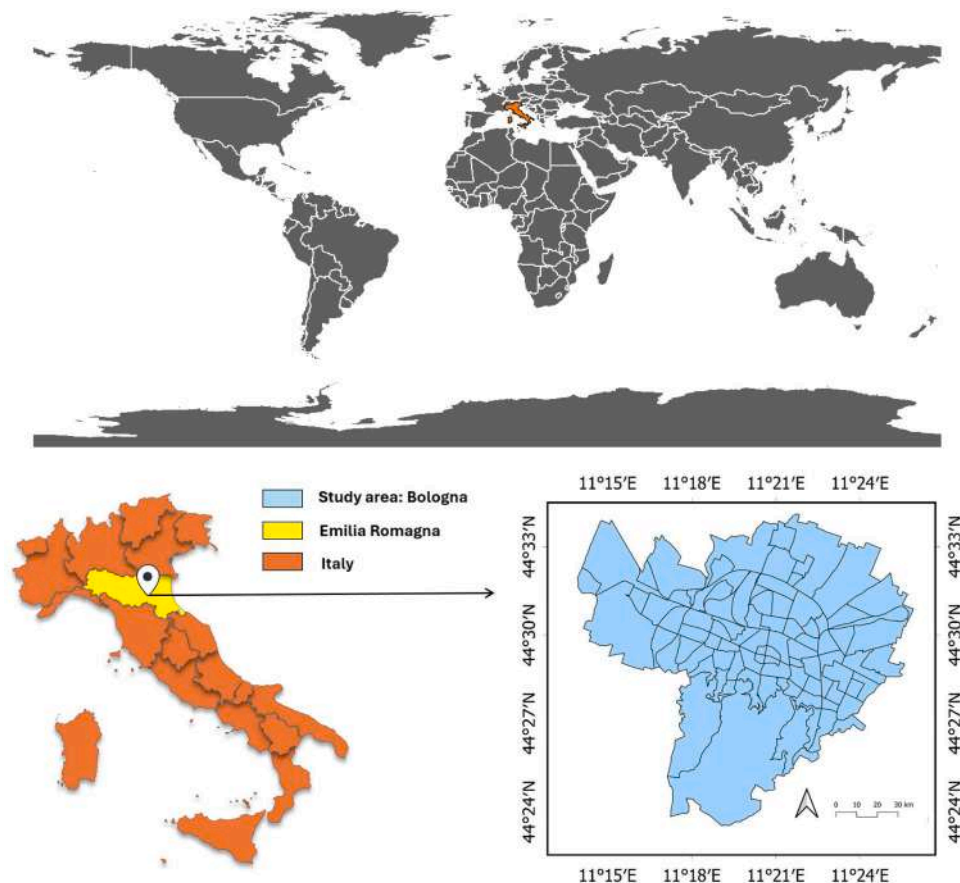 Study area: Bologna
Emilia Romagna
Italy
11°15′E 11°18′E 11°21′E 11°24′E
44°33′N 44°33′N
44°30′N 44°30′N
44°27′N 44°27′N
44°24′N 44°24′N
0 10 20 30 km
11°15′E 11°18′E 11°21′E 11°24′E